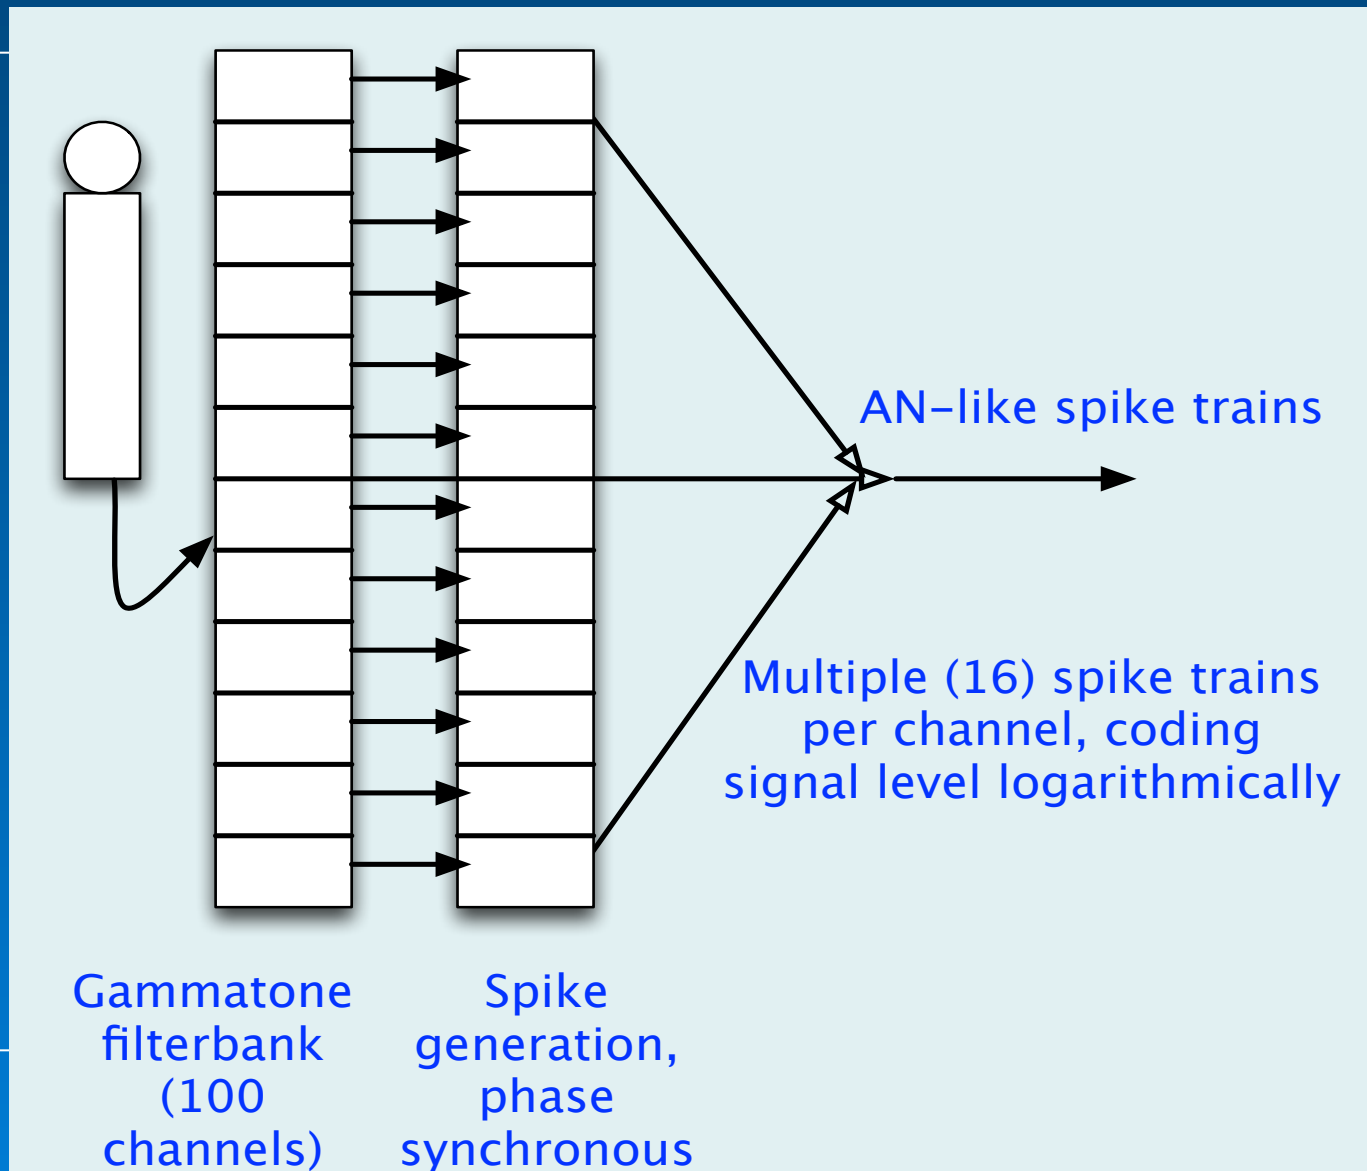 AN–like spike trains
Multiple (16) spike trains
per channel, coding
signal level logarithmically
Gammatone
filterbank
(100
channels)
Spike
generation,
phase
synchronous